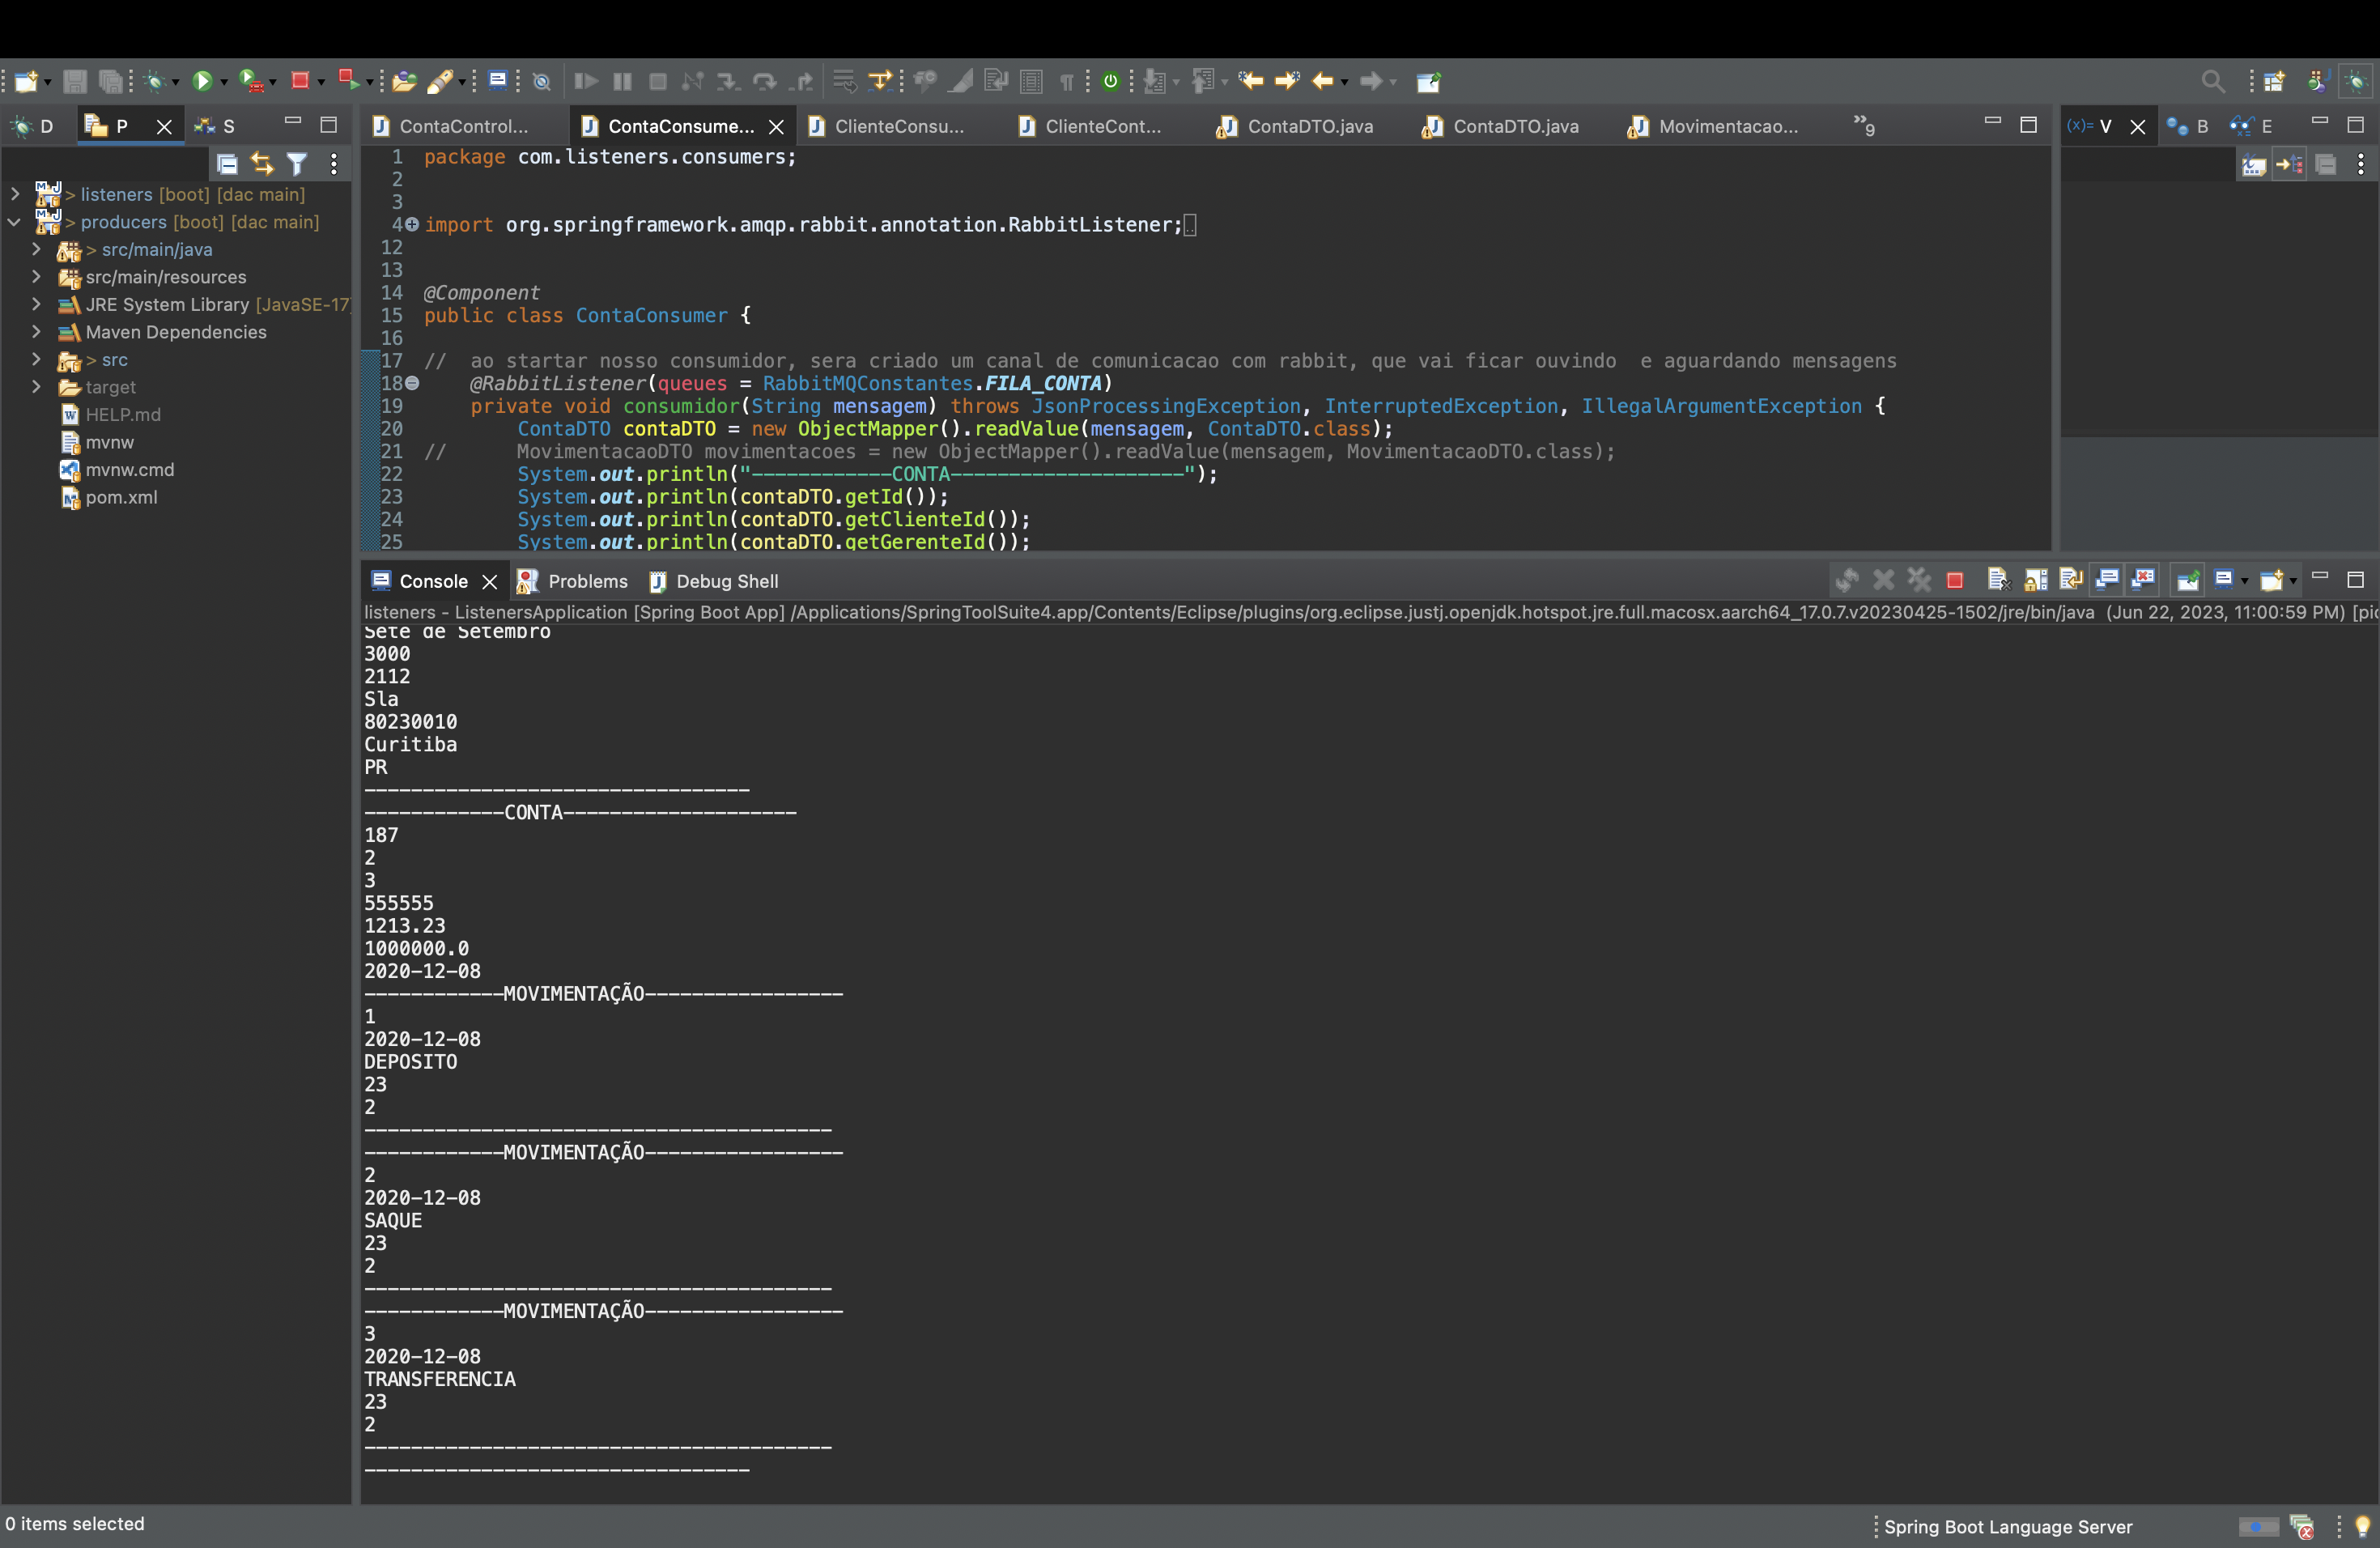 D
P
S
> listeners [boot] [dac main]
> producers [boot] [dac main]
> src/main/java
src/main/resources
JRE System Library [JavaSE-17]
Maven Dependencies
> src
target
HELP.md
mvnw
mvnw.cmd
pom.xml
ContaControl...
ContaConsume...
ClienteConsu...
ClienteCont...
ContaDTO.java
ContaDTO.java
Movimentacao...
»9
1 package com.listeners.consumers;
2
3
4 import org.springframework.amqp.rabbit.annotation.RabbitListener;
12
13
14 @Component
15 public class ContaConsumer {
16
17 // ao startar nosso consumidor, sera criado um canal de comunicacao com rabbit, que vai ficar ouvindo  e aguardando mensagens
18 @RabbitListener(queues = RabbitMQConstantes.FILA_CONTA)
19 private void consumidor(String mensagem) throws JsonProcessingException, InterruptedException, IllegalArgumentException {
20 ContaDTO contaDTO = new ObjectMapper().readValue(mensagem, ContaDTO.class);
21 // MovimentacaoDTO movimentacoes = new ObjectMapper().readValue(mensagem, MovimentacaoDTO.class);
22 System.out.println("------------CONTA--------------------");
23 System.out.println(contaDTO.getId());
24 System.out.println(contaDTO.getClienteId());
25 System.out.println(contaDTO.getGerenteId());
(x)= V
B
E
Console
Problems
Debug Shell
listeners - ListenersApplication [Spring Boot App] /Applications/SpringToolSuite4.app/Contents/Eclipse/plugins/org.eclipse.justj.openjdk.hotspot.jre.full.macosx.aarch64_17.0.7.v20230425-1502/jre/bin/java  (Jun 22, 2023, 11:00:59 PM) [pid
Sete de Setembro
3000
2112
Sla
80230010
Curitiba
PR
---------------------------------
------------CONTA--------------------
187
2
3
555555
1213.23
1000000.0
2020-12-08
------------MOVIMENTAÇÃO-----------------
1
2020-12-08
DEPOSITO
23
2
----------------------------------------
------------MOVIMENTAÇÃO-----------------
2
2020-12-08
SAQUE
23
2
----------------------------------------
------------MOVIMENTAÇÃO-----------------
3
2020-12-08
TRANSFERENCIA
23
2
----------------------------------------
---------------------------------
0 items selected
Spring Boot Language Server